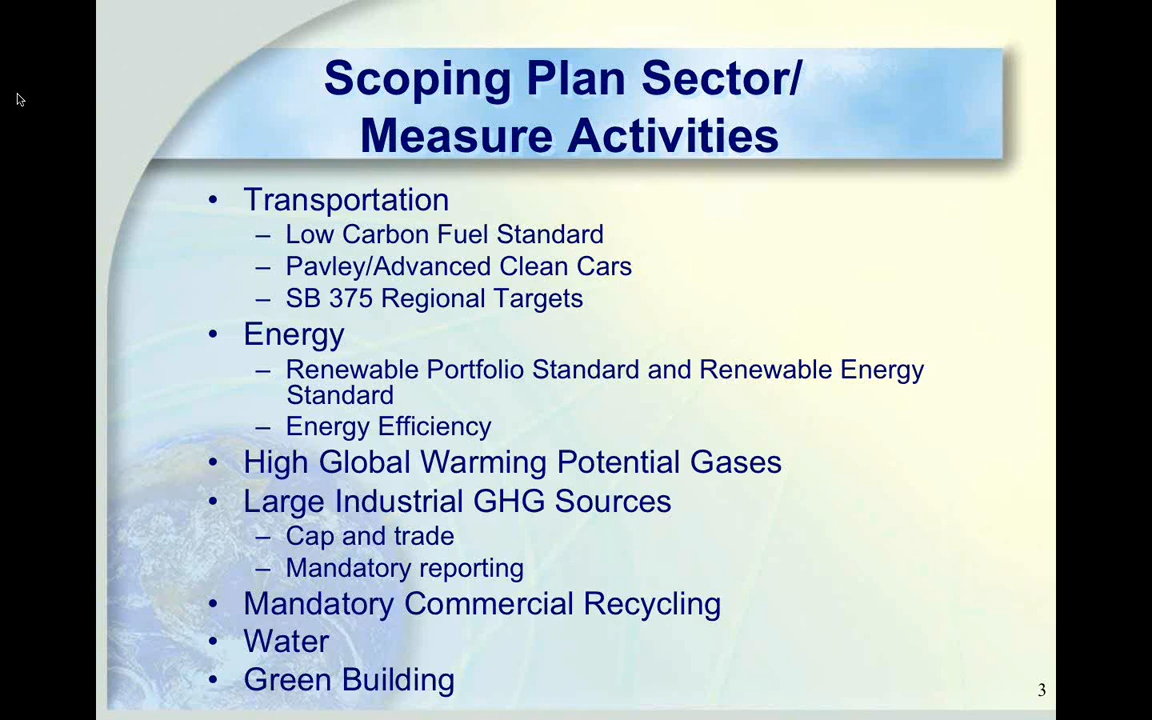 Scoping Plan Sector/
Measure Activities
• Transportation
– Low Carbon Fuel Standard
– Pavley/Advanced Clean Cars
– SB 375 Regional Targets
• Energy
– Renewable Portfolio Standard and Renewable Energy
Standard
– Energy Efficiency
• High Global Warming Potential Gases
• Large Industrial GHG Sources
– Cap and trade
– Mandatory reporting
• Mandatory Commercial Recycling
• Water
• Green Building
3